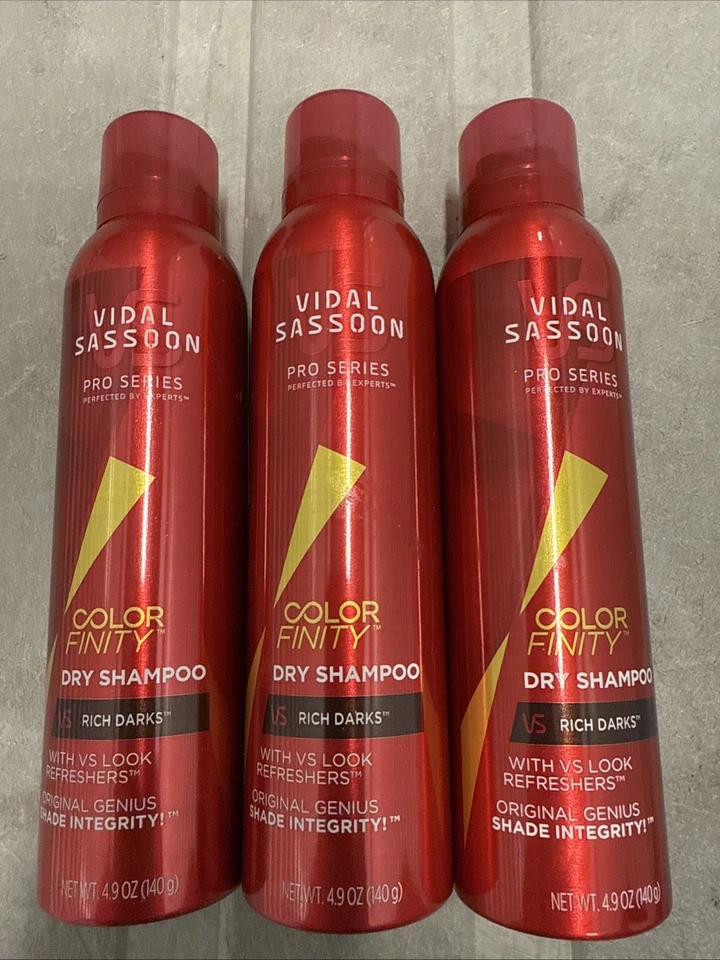 VIDAL
SASSOON
PRO SERIES
PERFECTED BY EXPERTS™
COLOR
FINITY™
DRY SHAMPOO
VS RICH DARKS™
WITH VS LOOK
REFRESHERS™
ORIGINAL GENIUS
SHADE INTEGRITY!™
NET WT. 4.9 OZ (140 g)
VS
VIDAL
SASSOON
PRO SERIES
PERFECTED BY EXPERTS™
COLOR
FINITY™
DRY SHAMPOO
VS RICH DARKS™
WITH VS LOOK
REFRESHERS™
ORIGINAL GENIUS
SHADE INTEGRITY!™
NET WT. 4.9 OZ (140 g)
VS
VIDAL
SASSOON
PRO SERIES
PERFECTED BY EXPERTS™
COLOR
FINITY™
DRY SHAMPOO
VS RICH DARKS™
WITH VS LOOK
REFRESHERS™
ORIGINAL GENIUS
SHADE INTEGRITY!™
NET WT. 4.9 OZ (140 g)
VS